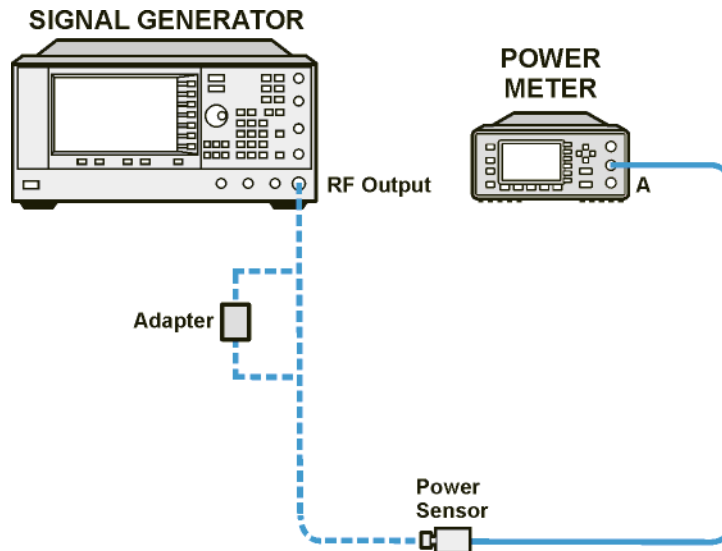 SIGNAL GENERATOR
POWER
METER
RF Output
A
Adapter
Power
Sensor